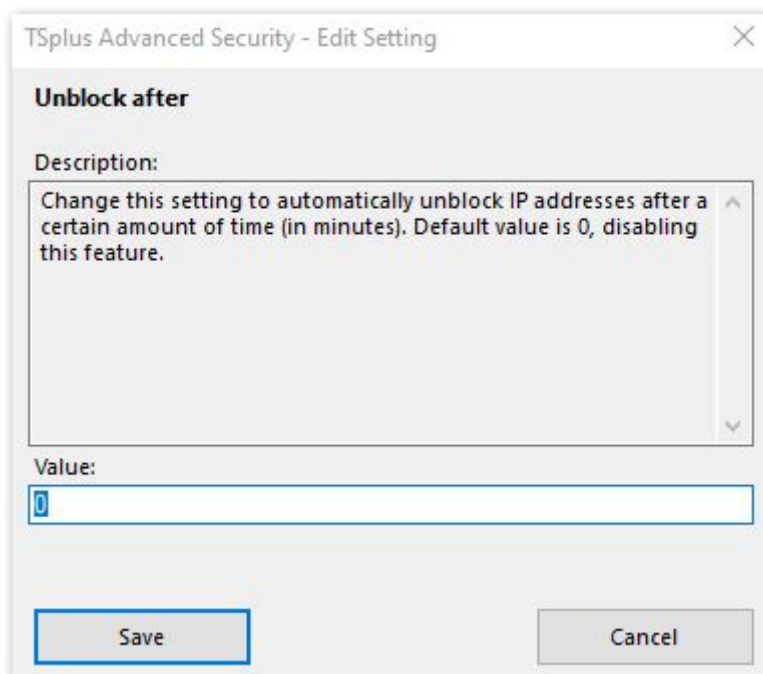 TSplus Advanced Security - Edit Setting
Unblock after
Description:
Change this setting to automatically unblock IP addresses after a
certain amount of time (in minutes). Default value is 0, disabling
this feature.
Value:
0
Save
Cancel